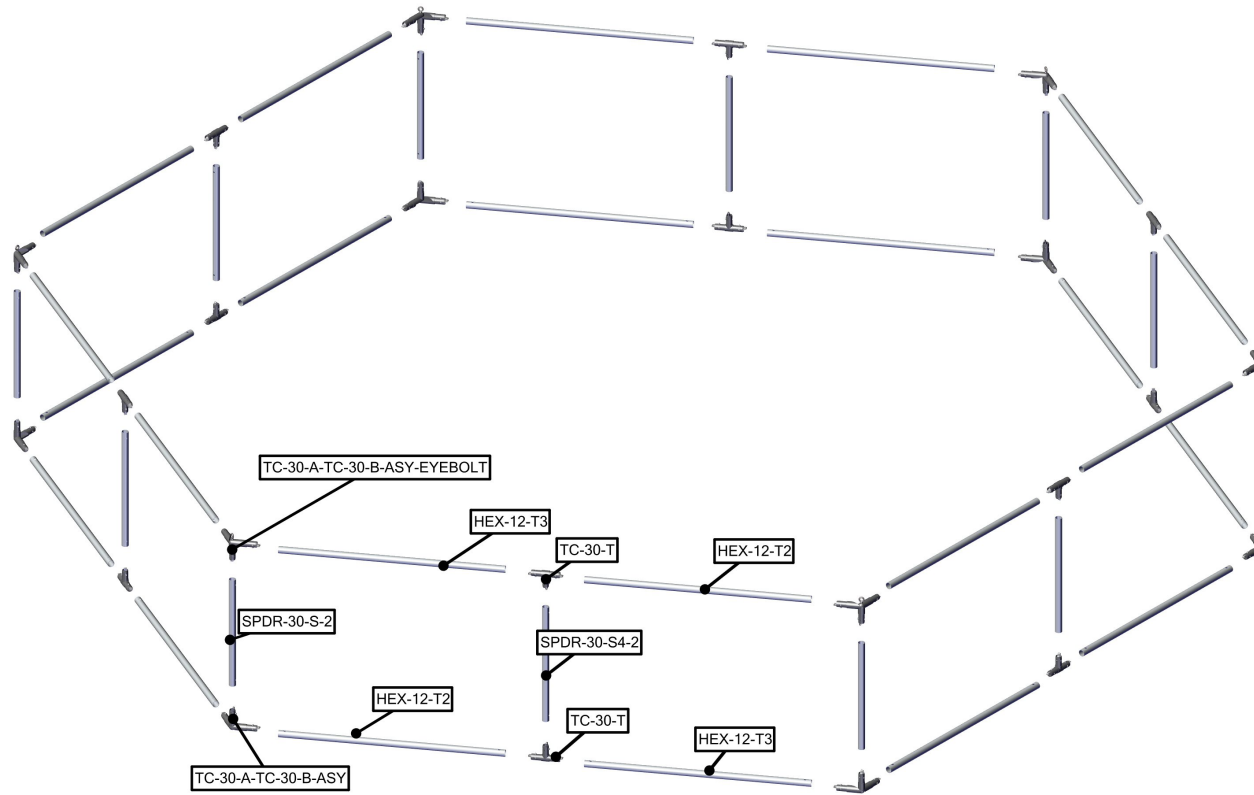 TC-30-A-TC-30-B-ASY-EYEBOLT
HEX-12-T3
TC-30-T
HEX-12-T2
SPDR-30-S-2
SPDR-30-S4-2
HEX-12-T2
TC-30-T
HEX-12-T3
TC-30-A-TC-30-B-ASY